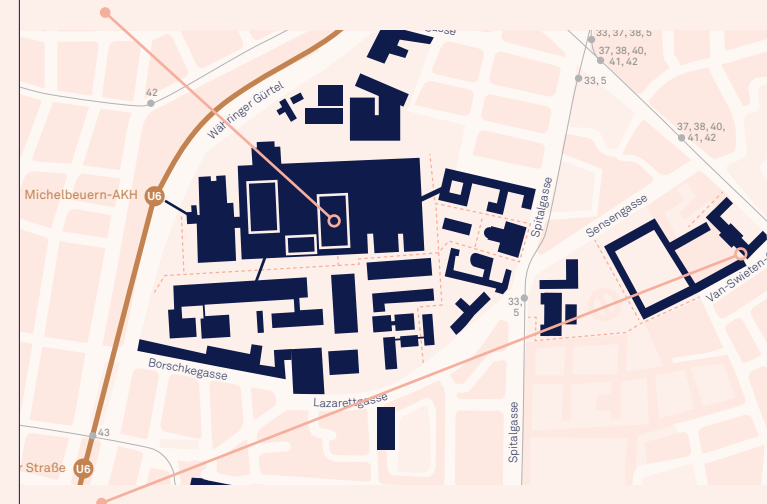 33, 37, 38, 5
37, 38, 40,
41, 42
33, 5
42
Währinger Gürtel
37, 38, 40,
41, 42
Michelbeuern-AKH U6
Spitalgasse
Sensengasse
Van-Swieten-
33,
5
Borschkegasse
Lazarettgasse
Spitalgasse
43
Straße U6